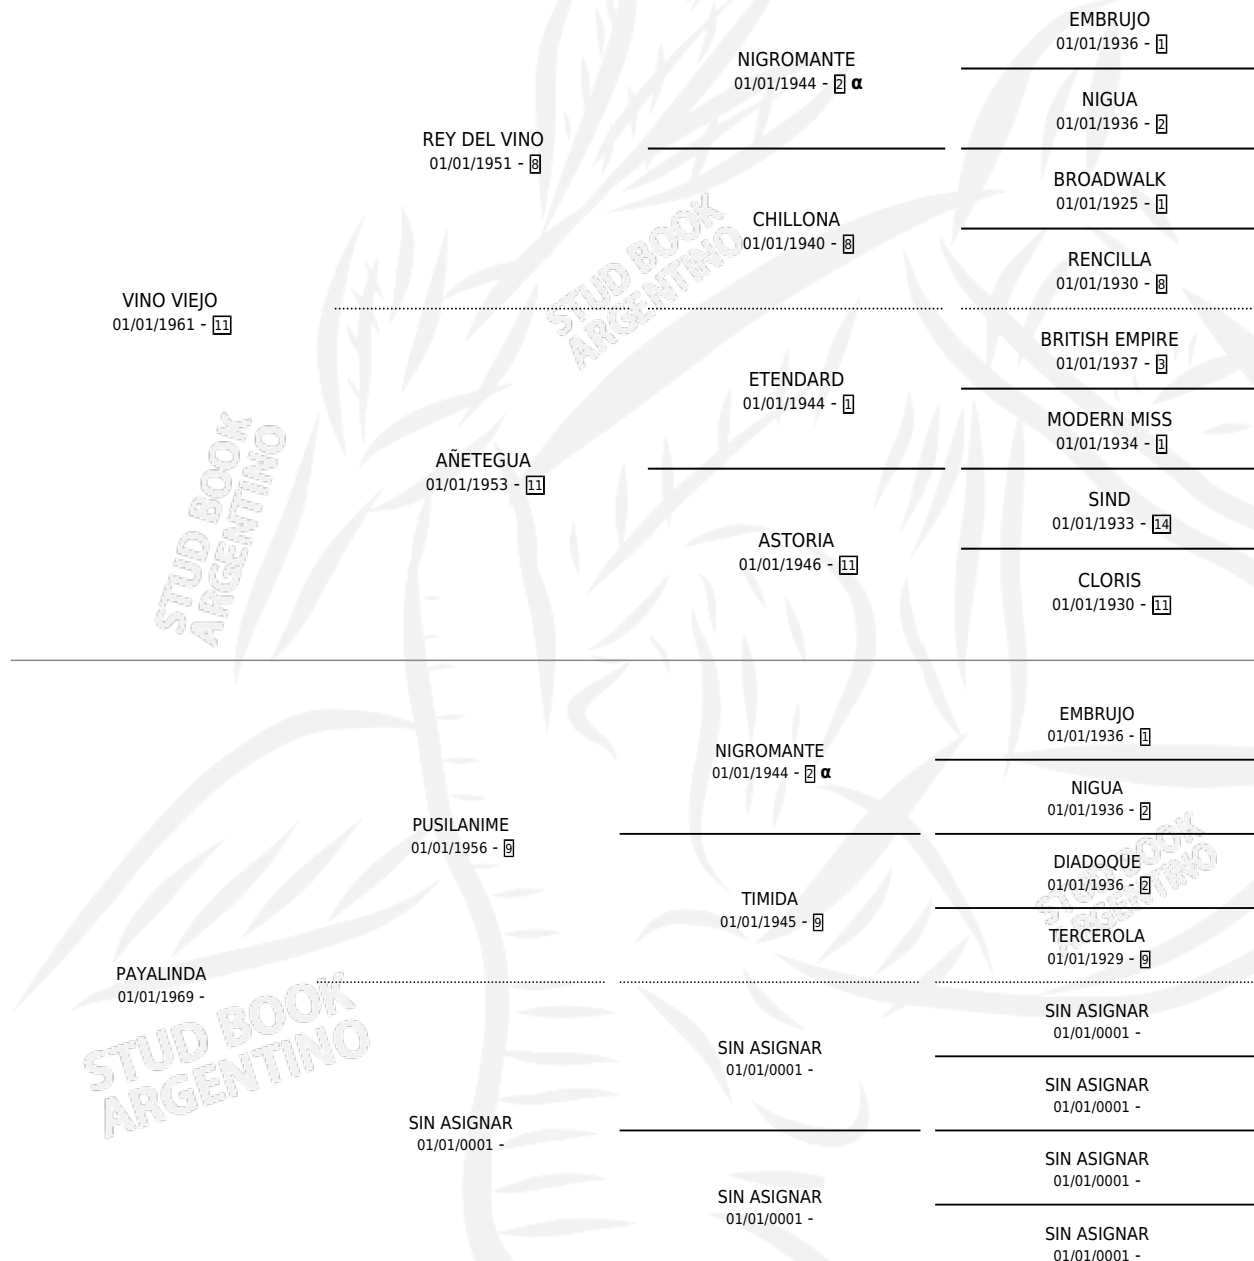 EMBRUJO
01/01/1936 - 1
NIGROMANTE
01/01/1944 - 2 α
NIGUA
01/01/1936 - 2
REY DEL VINO
01/01/1951 - 8
BROADWALK
01/01/1925 - 1
CHILLONA
01/01/1940 - 8
RENCILLA
01/01/1930 - 8
VINO VIEJO
01/01/1961 - 11
BRITISH EMPIRE
01/01/1937 - 3
ETENDARD
01/01/1944 - 1
MODERN MISS
01/01/1934 - 1
AÑETEGUA
01/01/1953 - 11
SIND
01/01/1933 - 14
ASTORIA
01/01/1946 - 11
CLORIS
01/01/1930 - 11
STUD BOOK
ARGENTINO
STUD BOOK
ARGENTINO
EMBRUJO
01/01/1936 - 1
NIGROMANTE
01/01/1944 - 2 α
NIGUA
01/01/1936 - 2
PUSILANIME
01/01/1956 - 9
DIADOQUE
01/01/1936 - 2
TIMIDA
01/01/1945 - 9
TERCEROLA
01/01/1929 - 9
PAYALINDA
01/01/1969 -
SIN ASIGNAR
01/01/0001 -
SIN ASIGNAR
01/01/0001 -
SIN ASIGNAR
01/01/0001 -
SIN ASIGNAR
01/01/0001 -
SIN ASIGNAR
01/01/0001 -
SIN ASIGNAR
01/01/0001 -
SIN ASIGNAR
01/01/0001 -
STUD BOOK
ARGENTINO
STUD BOOK
ARGENTINO